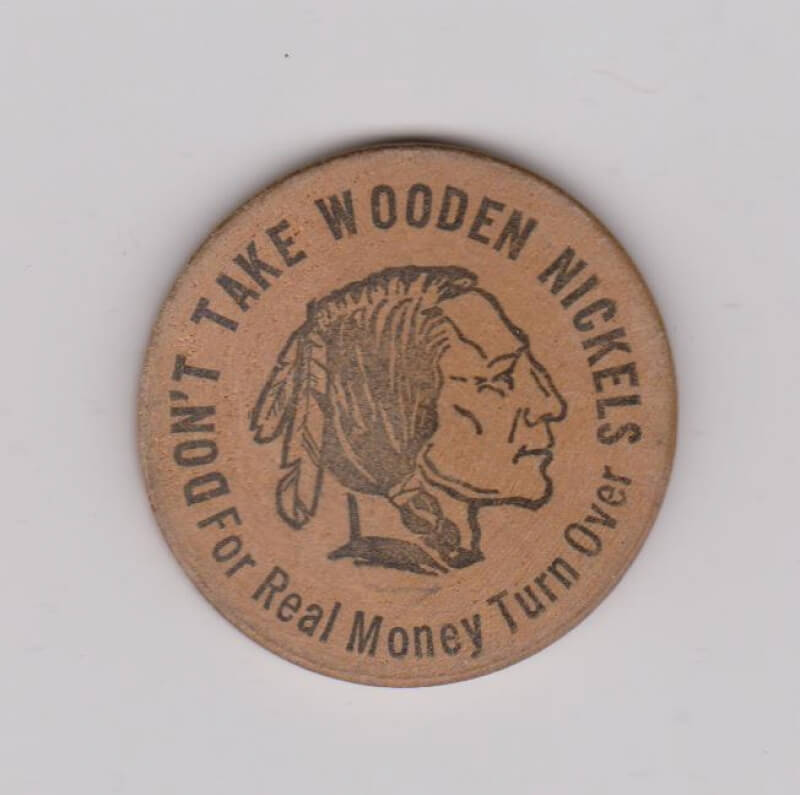 DON'T TAKE WOODEN NICKELS
For Real Money Turn Over